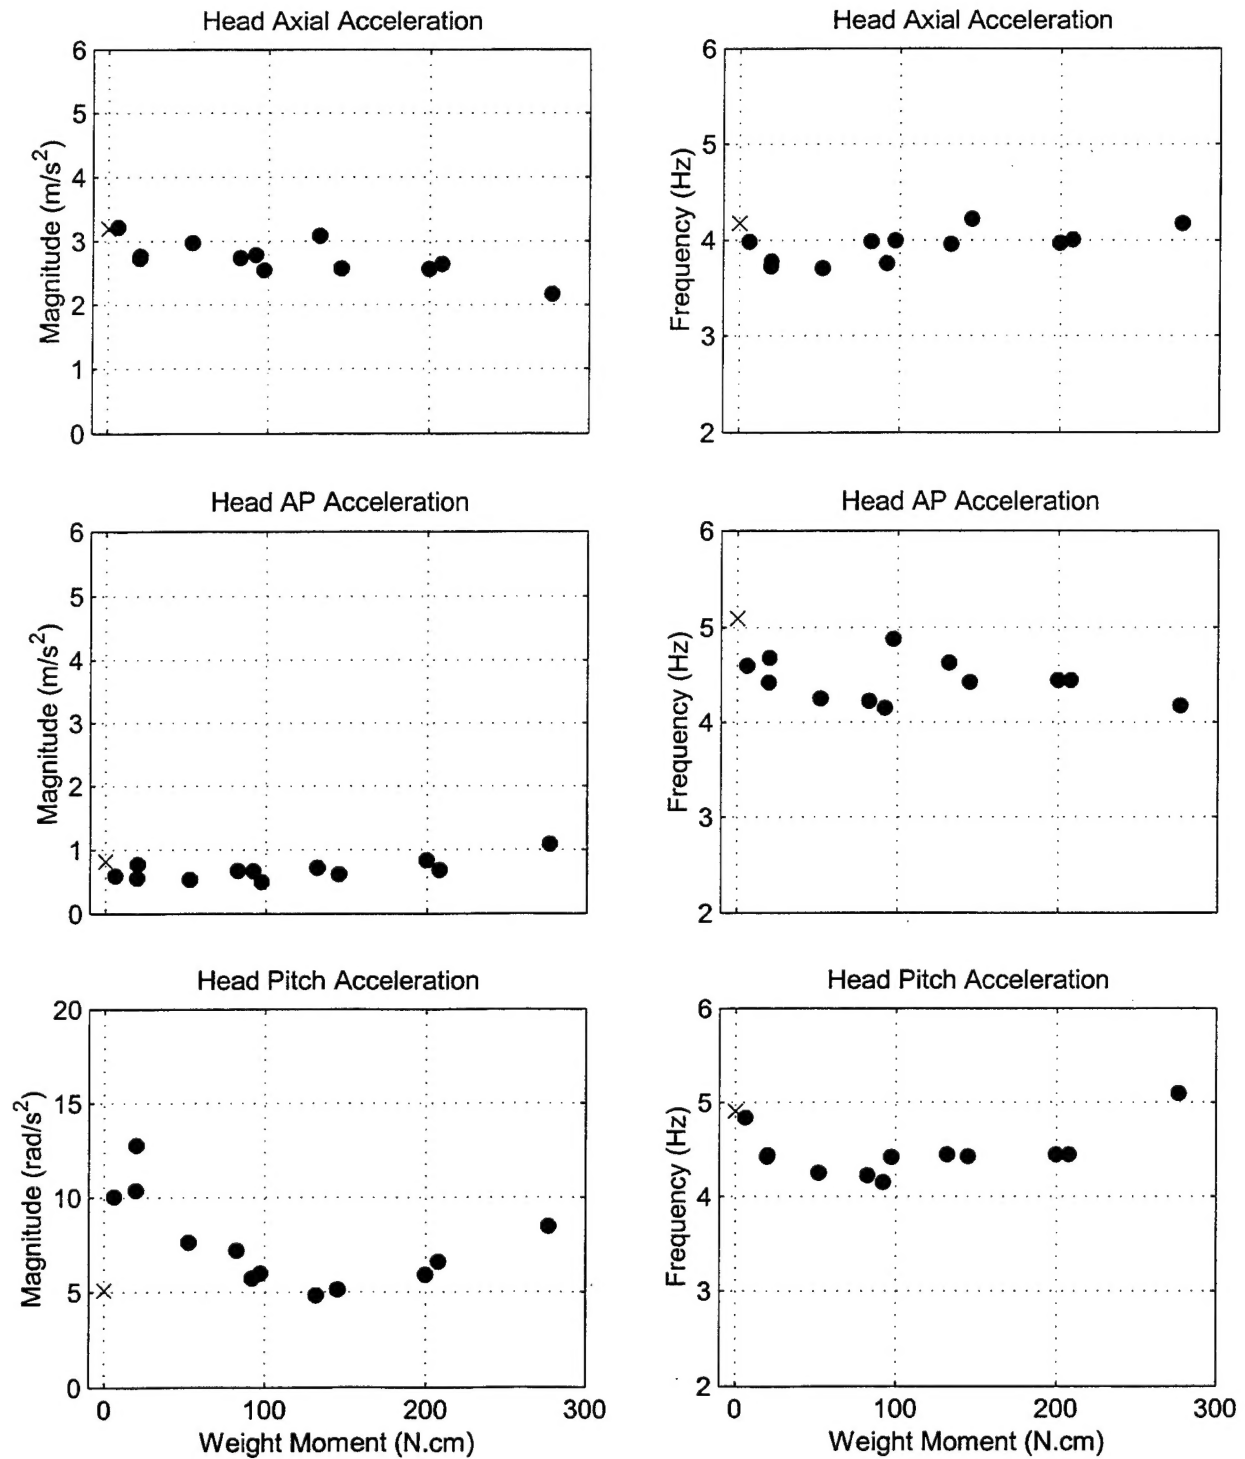 Head Axial Acceleration
6
5
4
3
2
1
0
Magnitude (m/s2)
Head Axial Acceleration
6
5
4
3
2
Frequency (Hz)
Head AP Acceleration
6
5
4
3
2
1
0
Magnitude (m/s2)
Head AP Acceleration
6
5
4
3
2
Frequency (Hz)
Head Pitch Acceleration
20
15
10
5
0
Magnitude (rad/s2)
0 100 200 300
Weight Moment (N.cm)
Head Pitch Acceleration
6
5
4
3
2
Frequency (Hz)
0 100 200 300
Weight Moment (N.cm)